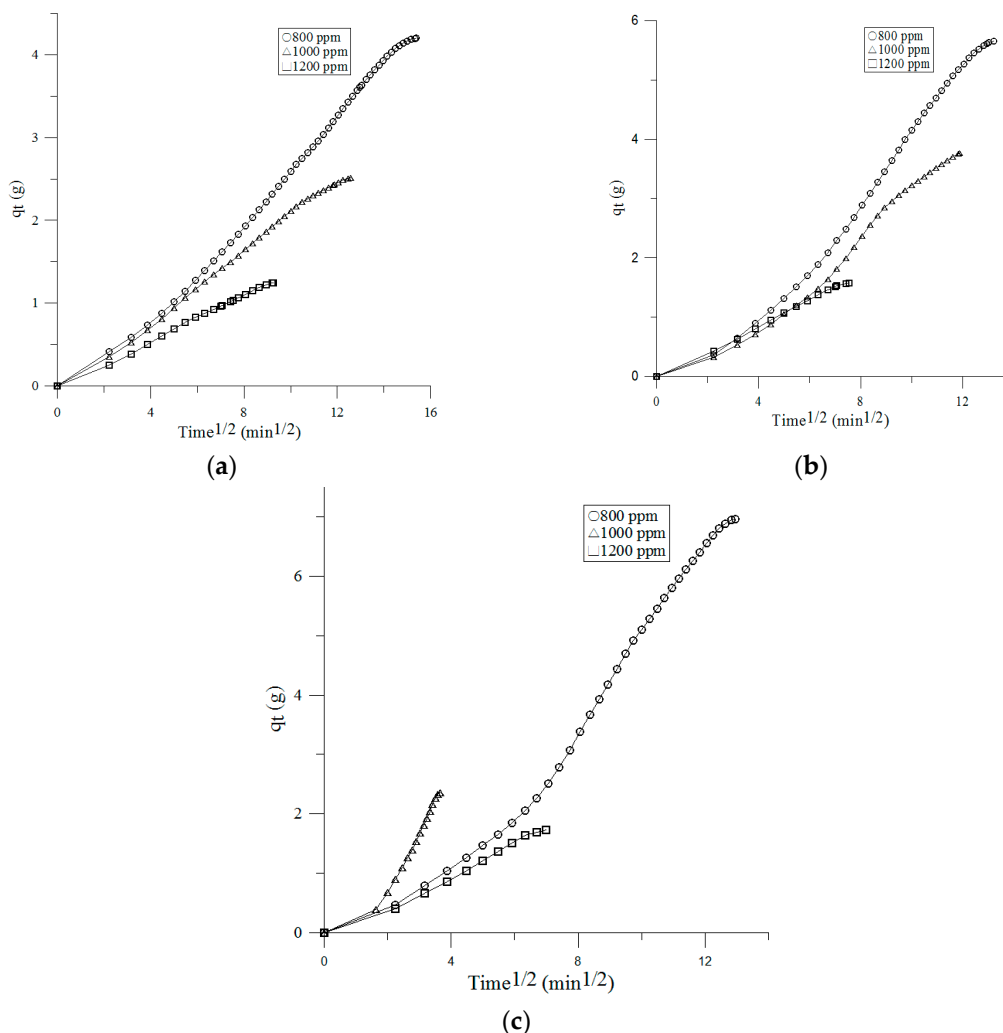 ○800 ppm
△1000 ppm
□1200 ppm
qt (g)
4
3
2
1
0
0 4 8 12 16
Time1/2 (min1/2)
(a)
○800 ppm
△1000 ppm
□1200 ppm
qt (g)
6
4
2
0
0 4 8 12
Time1/2 (min1/2)
(b)
○800 ppm
△1000 ppm
□1200 ppm
qt (g)
6
4
2
0
0 4 8 12
Time1/2 (min1/2)
(c)